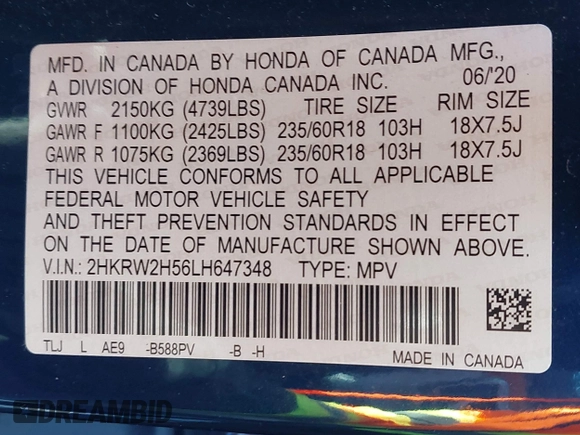 MFD. IN CANADA BY HONDA OF CANADA MFG.,
A DIVISION OF HONDA CANADA INC. 06/'20
GVWR 2150KG (4739LBS) TIRE SIZE RIM SIZE
GAWR F 1100KG (2425LBS) 235/60R18 103H 18X7.5J
GAWR R 1075KG (2369LBS) 235/60R18 103H 18X7.5J
THIS VEHICLE CONFORMS TO ALL APPLICABLE
FEDERAL MOTOR VEHICLE SAFETY
AND THEFT PREVENTION STANDARDS IN EFFECT
ON THE DATE OF MANUFACTURE SHOWN ABOVE.
V.I.N.: 2HKRW2H56LH647348 TYPE: MPV
TLJ L AE9 -B588PV -B -H
MADE IN CANADA
DREAMBID